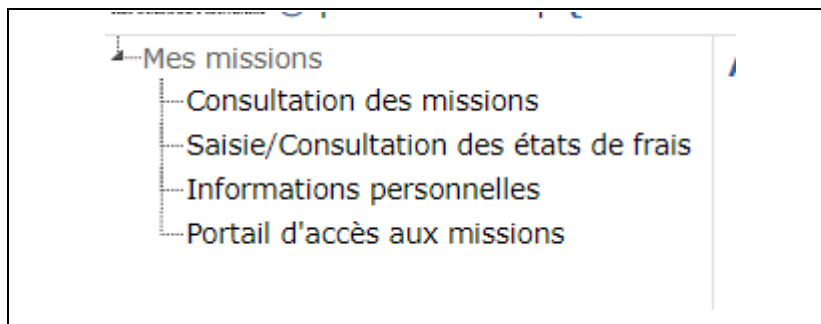 Mes missions
Consultation des missions
Saisie/Consultation des états de frais
Informations personnelles
Portail d'accès aux missions